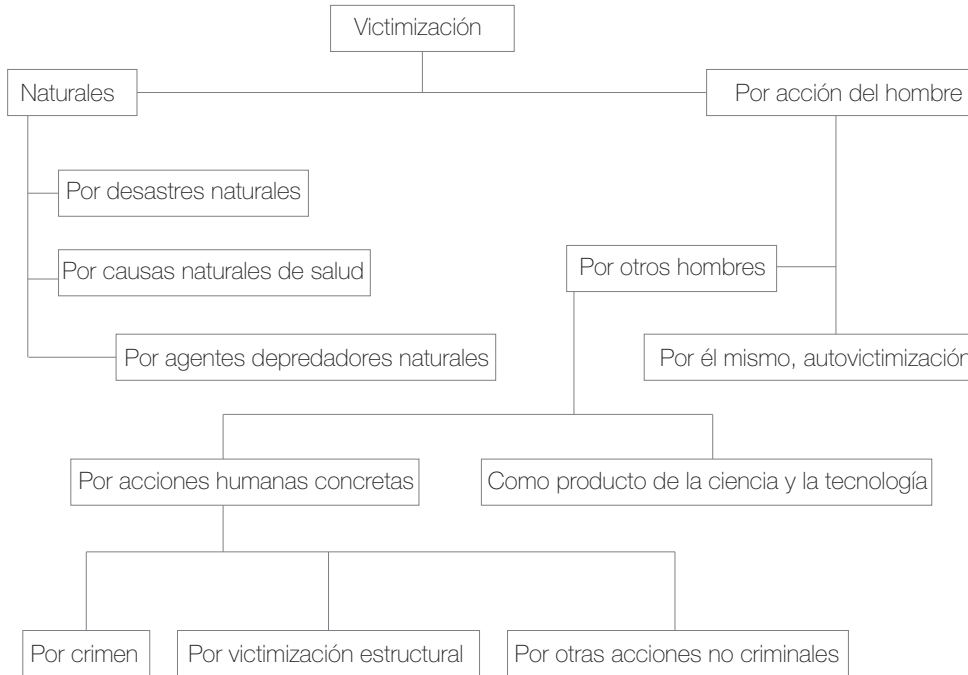 Victimización
Naturales
Por acción del hombre
Por desastres naturales
Por causas naturales de salud
Por otros hombres
Por agentes depredadores naturales
Por él mismo, autovictimización
Por acciones humanas concretas
Como producto de la ciencia y la tecnología
Por crimen
Por victimización estructural
Por otras acciones no criminales